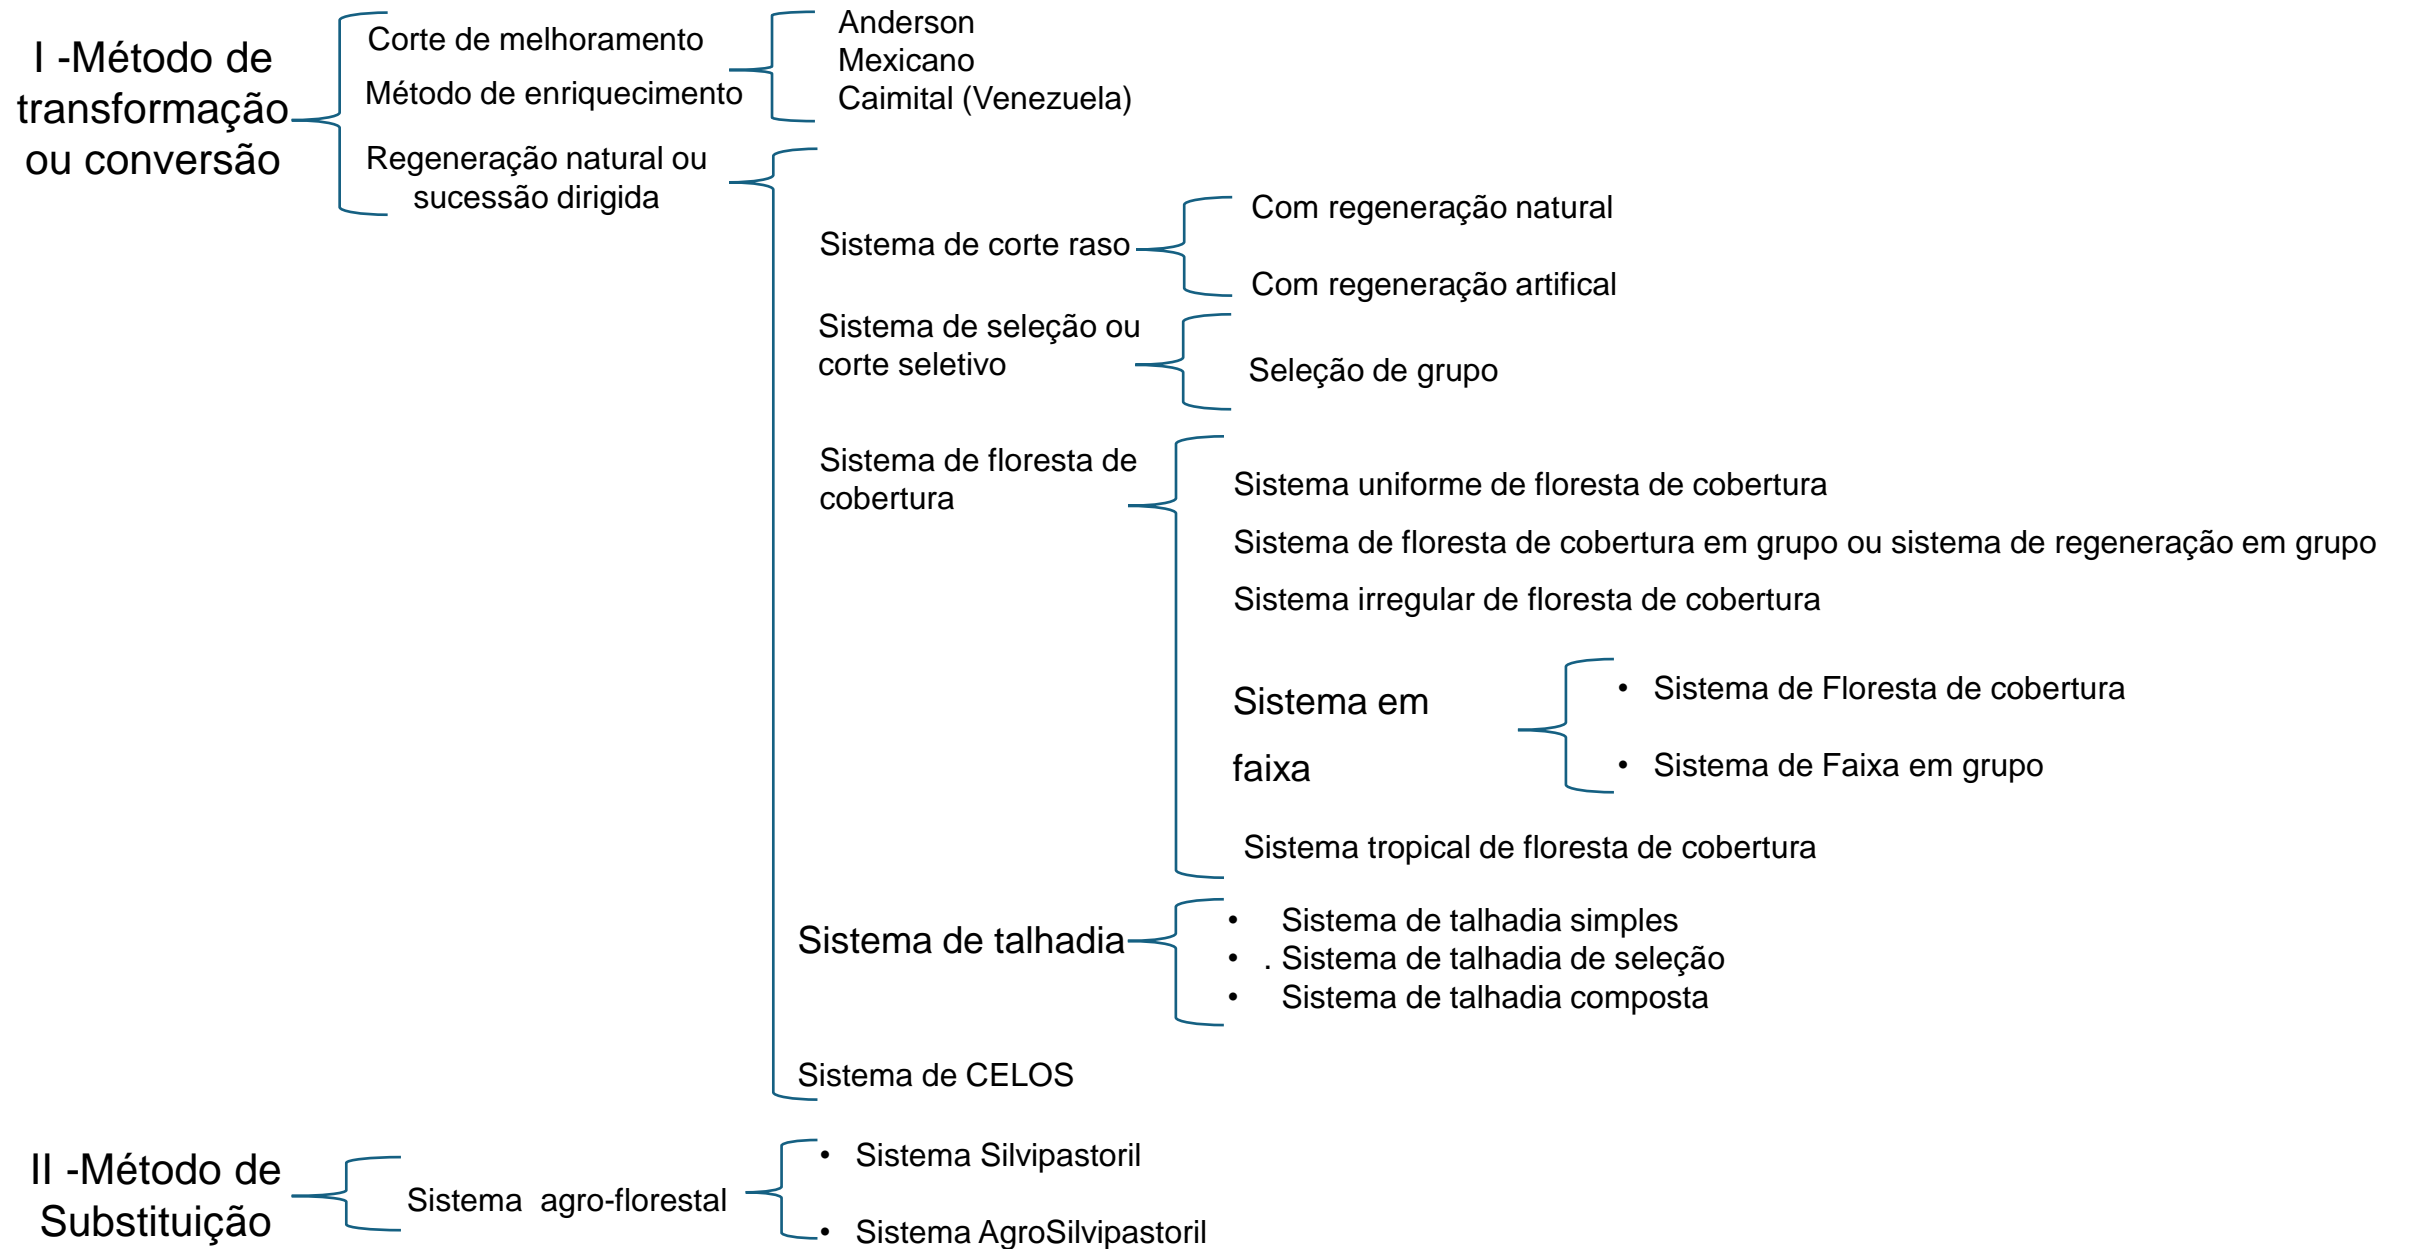 I -Método de
transformação
ou conversão
Corte de melhoramento
Método de enriquecimento
Anderson
Mexicano
Caimital (Venezuela)
Regeneração natural ou
sucessão dirigida
Sistema de corte raso
Com regeneração natural
Com regeneração artifical
Sistema de seleção ou
corte seletivo
Seleção de grupo
Sistema de floresta de
cobertura
Sistema uniforme de floresta de cobertura
Sistema de floresta de cobertura em grupo ou sistema de regeneração em grupo
Sistema irregular de floresta de cobertura
Sistema em
faixa
• Sistema de Floresta de cobertura
• Sistema de Faixa em grupo
Sistema tropical de floresta de cobertura
Sistema de talhadia
• Sistema de talhadia simples
• . Sistema de talhadia de seleção
• Sistema de talhadia composta
Sistema de CELOS
II -Método de
Substituição
Sistema agro-florestal
• Sistema Silvipastoril
• Sistema AgroSilvipastoril